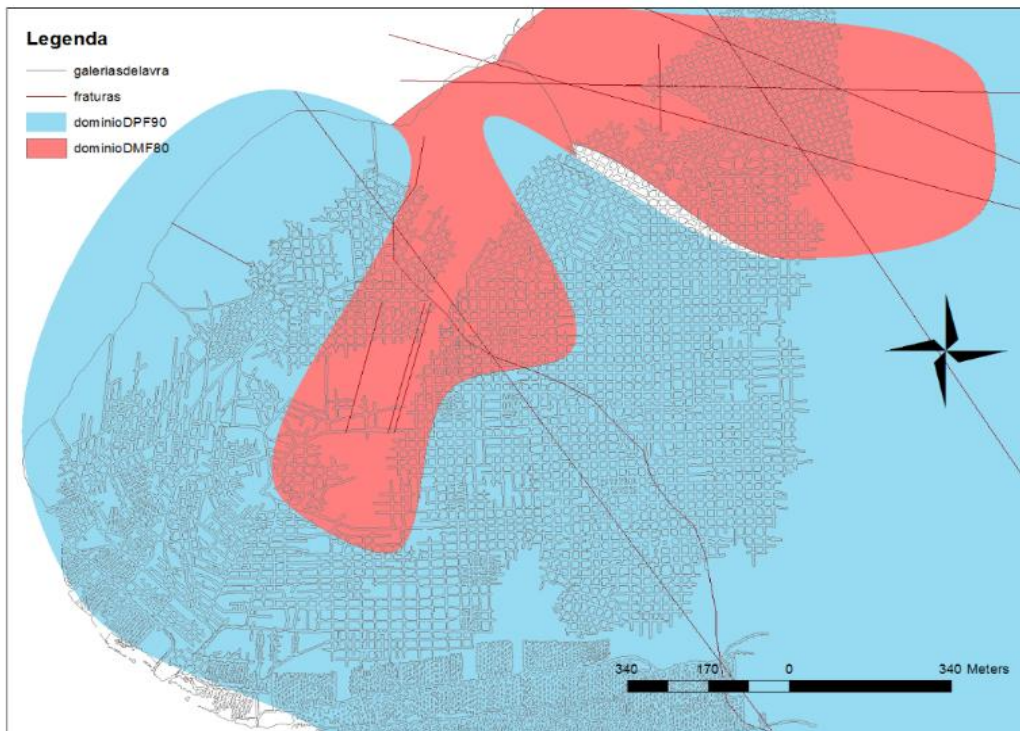 Legenda
galeriasdelavra
fraturas
dominioDPF90
dominioDMF80
340 170 0 340 Meters